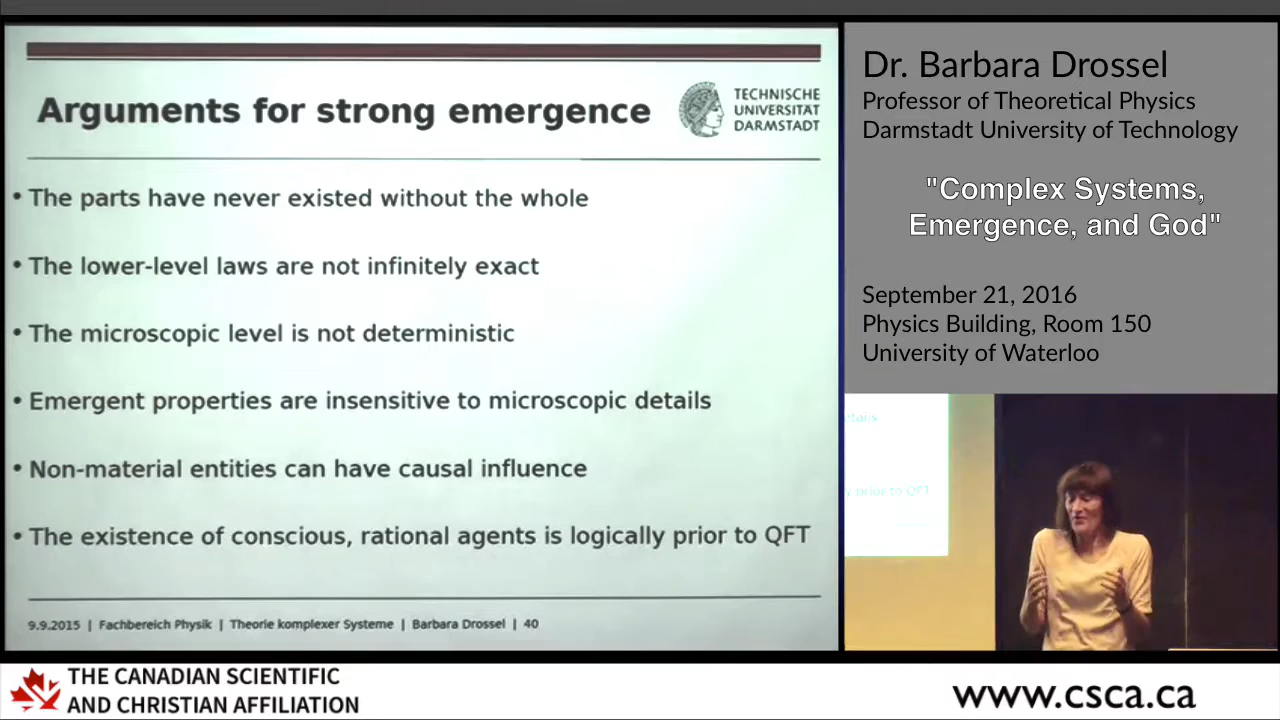 Arguments for strong emergence
TECHNISCHE
UNIVERSITÄT
DARMSTADT
• The parts have never existed without the whole
• The lower-level laws are not infinitely exact
• The microscopic level is not deterministic
• Emergent properties are insensitive to microscopic details
• Non-material entities can have causal influence
• The existence of conscious, rational agents is logically prior to QFT
9.9.2015 | Fachbereich Physik | Theorie komplexer Systeme | Barbara Drossel | 40
Dr. Barbara Drossel
Professor of Theoretical Physics
Darmstadt University of Technology
"Complex Systems,
Emergence, and God"
September 21, 2016
Physics Building, Room 150
University of Waterloo
etails
y prior to QFT
THE CANADIAN SCIENTIFIC
AND CHRISTIAN AFFILIATION
www.csca.ca